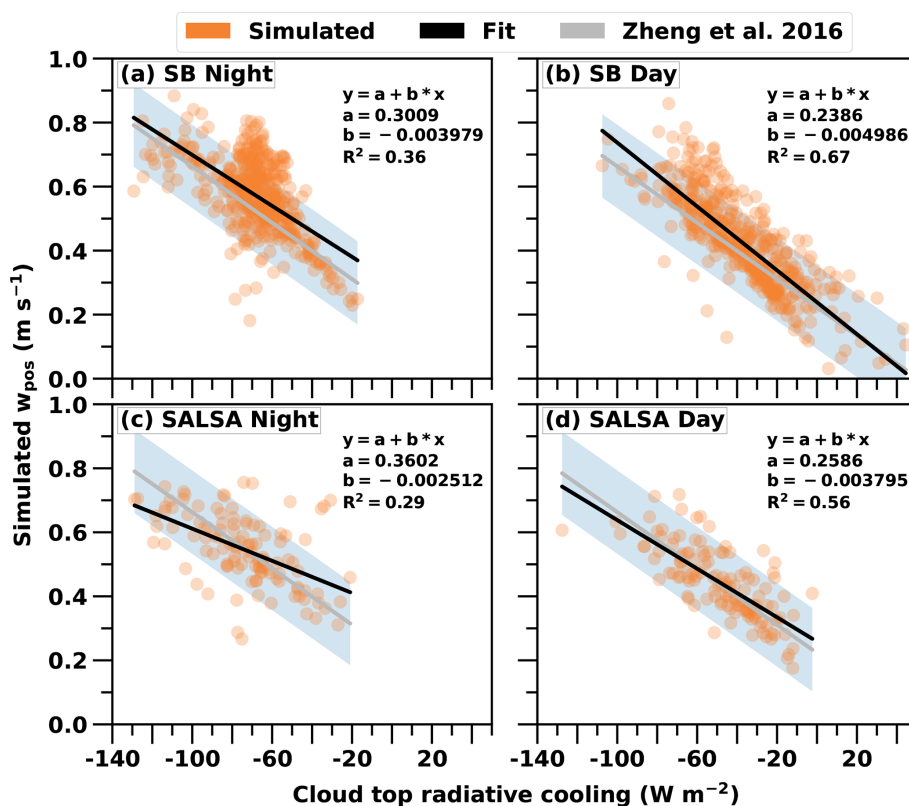 Simulated Fit Zheng et al. 2016
(a) SB Night
y = a + b * x
a = 0.3009
b = − 0.003979
R² = 0.36
(b) SB Day
y = a + b * x
a = 0.2386
b = − 0.004986
R² = 0.67
1.0
0.8
0.6
0.4
0.2
0.0
(c) SALSA Night
y = a + b * x
a = 0.3602
b = − 0.002512
R² = 0.29
(d) SALSA Day
y = a + b * x
a = 0.2586
b = − 0.003795
R² = 0.56
1.0
0.8
0.6
0.4
0.2
0.0
Simulated wpos (m s⁻¹)
-140 -100 -60 -20 20
-140 -100 -60 -20 20
Cloud top radiative cooling (W m⁻²)